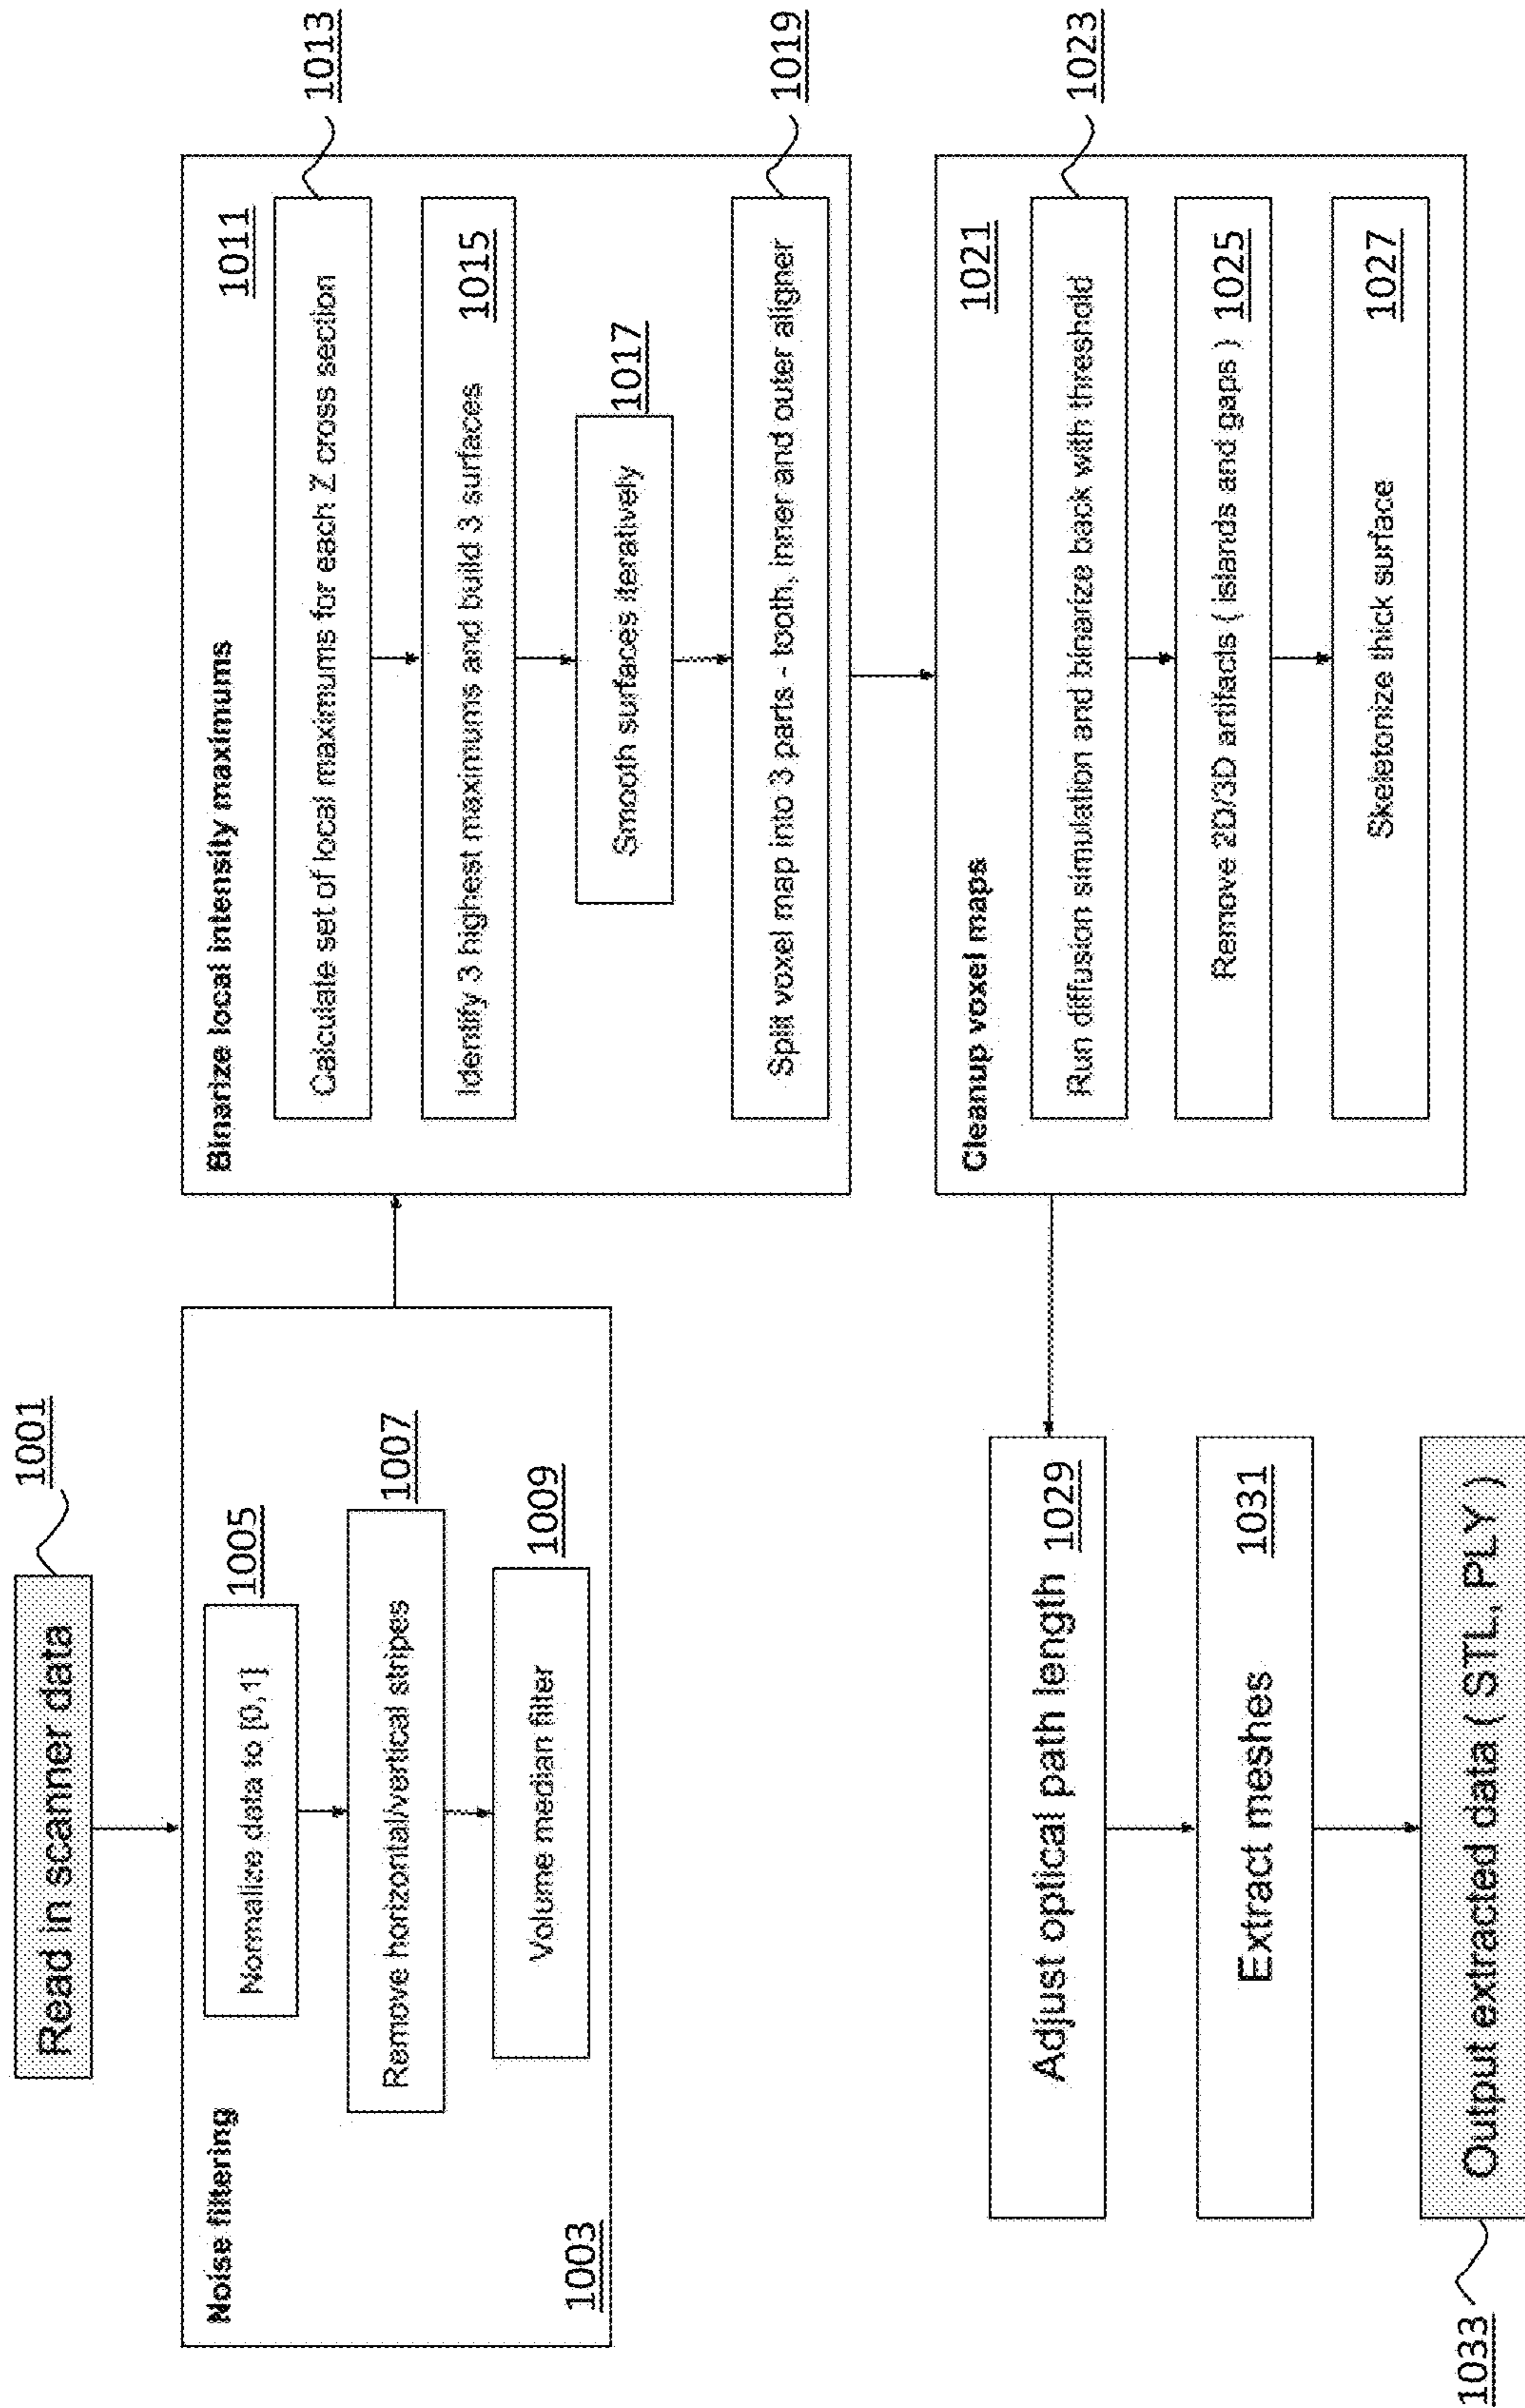 Read in scanner data
1001
Noise filtering
1003
Normalize data to [0,1]
1005
Remove horizontal/vertical stripes
1007
Volume median filter
1009
Binarize local intensity maximums
1011
Calculate set of local maximums for each Z cross section
1013
Identify 3 highest maximums and build 3 surfaces
1015
Smooth surfaces iteratively
1017
Split voxel map into 3 parts - tooth, inner and outer aligner
1019
Cleanup voxel maps
1021
Run diffusion simulation and binarize back with threshold
1023
Remove 2D/3D artifacts ( islands and gaps )
1025
Skeletonize thick surface
1027
Adjust optical path length
1029
Extract meshes
1031
Output extracted data ( STL, PLY )
1033